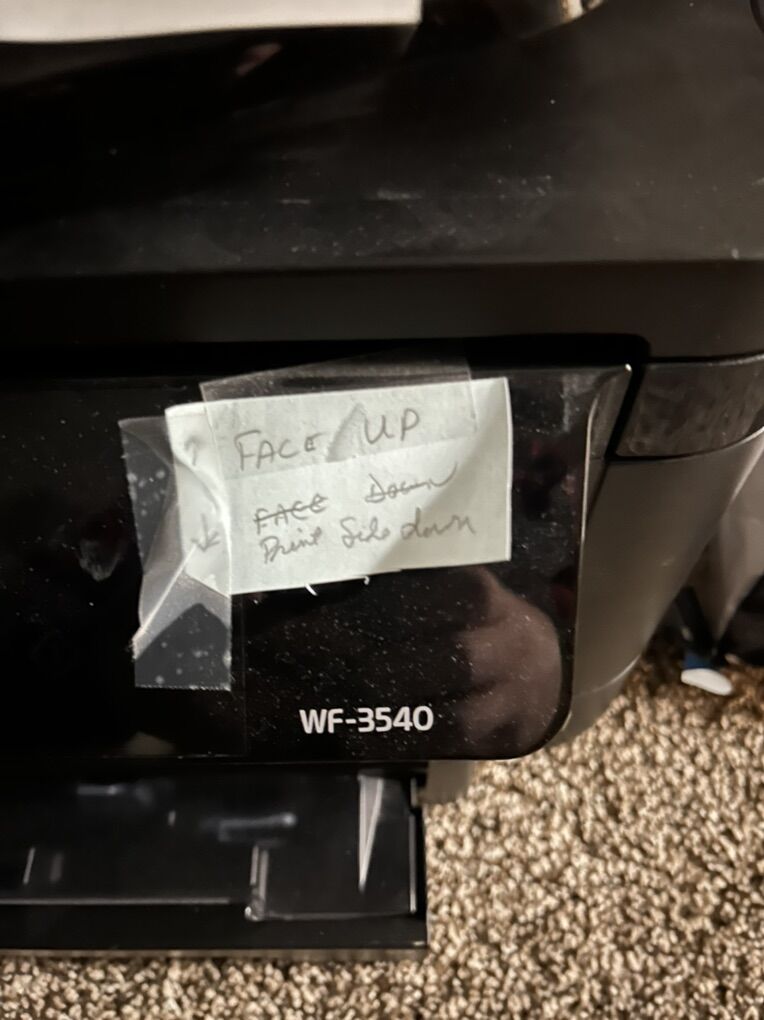 ↑ FACE UP
FACE Down
↓ Print Side down
WF-3540